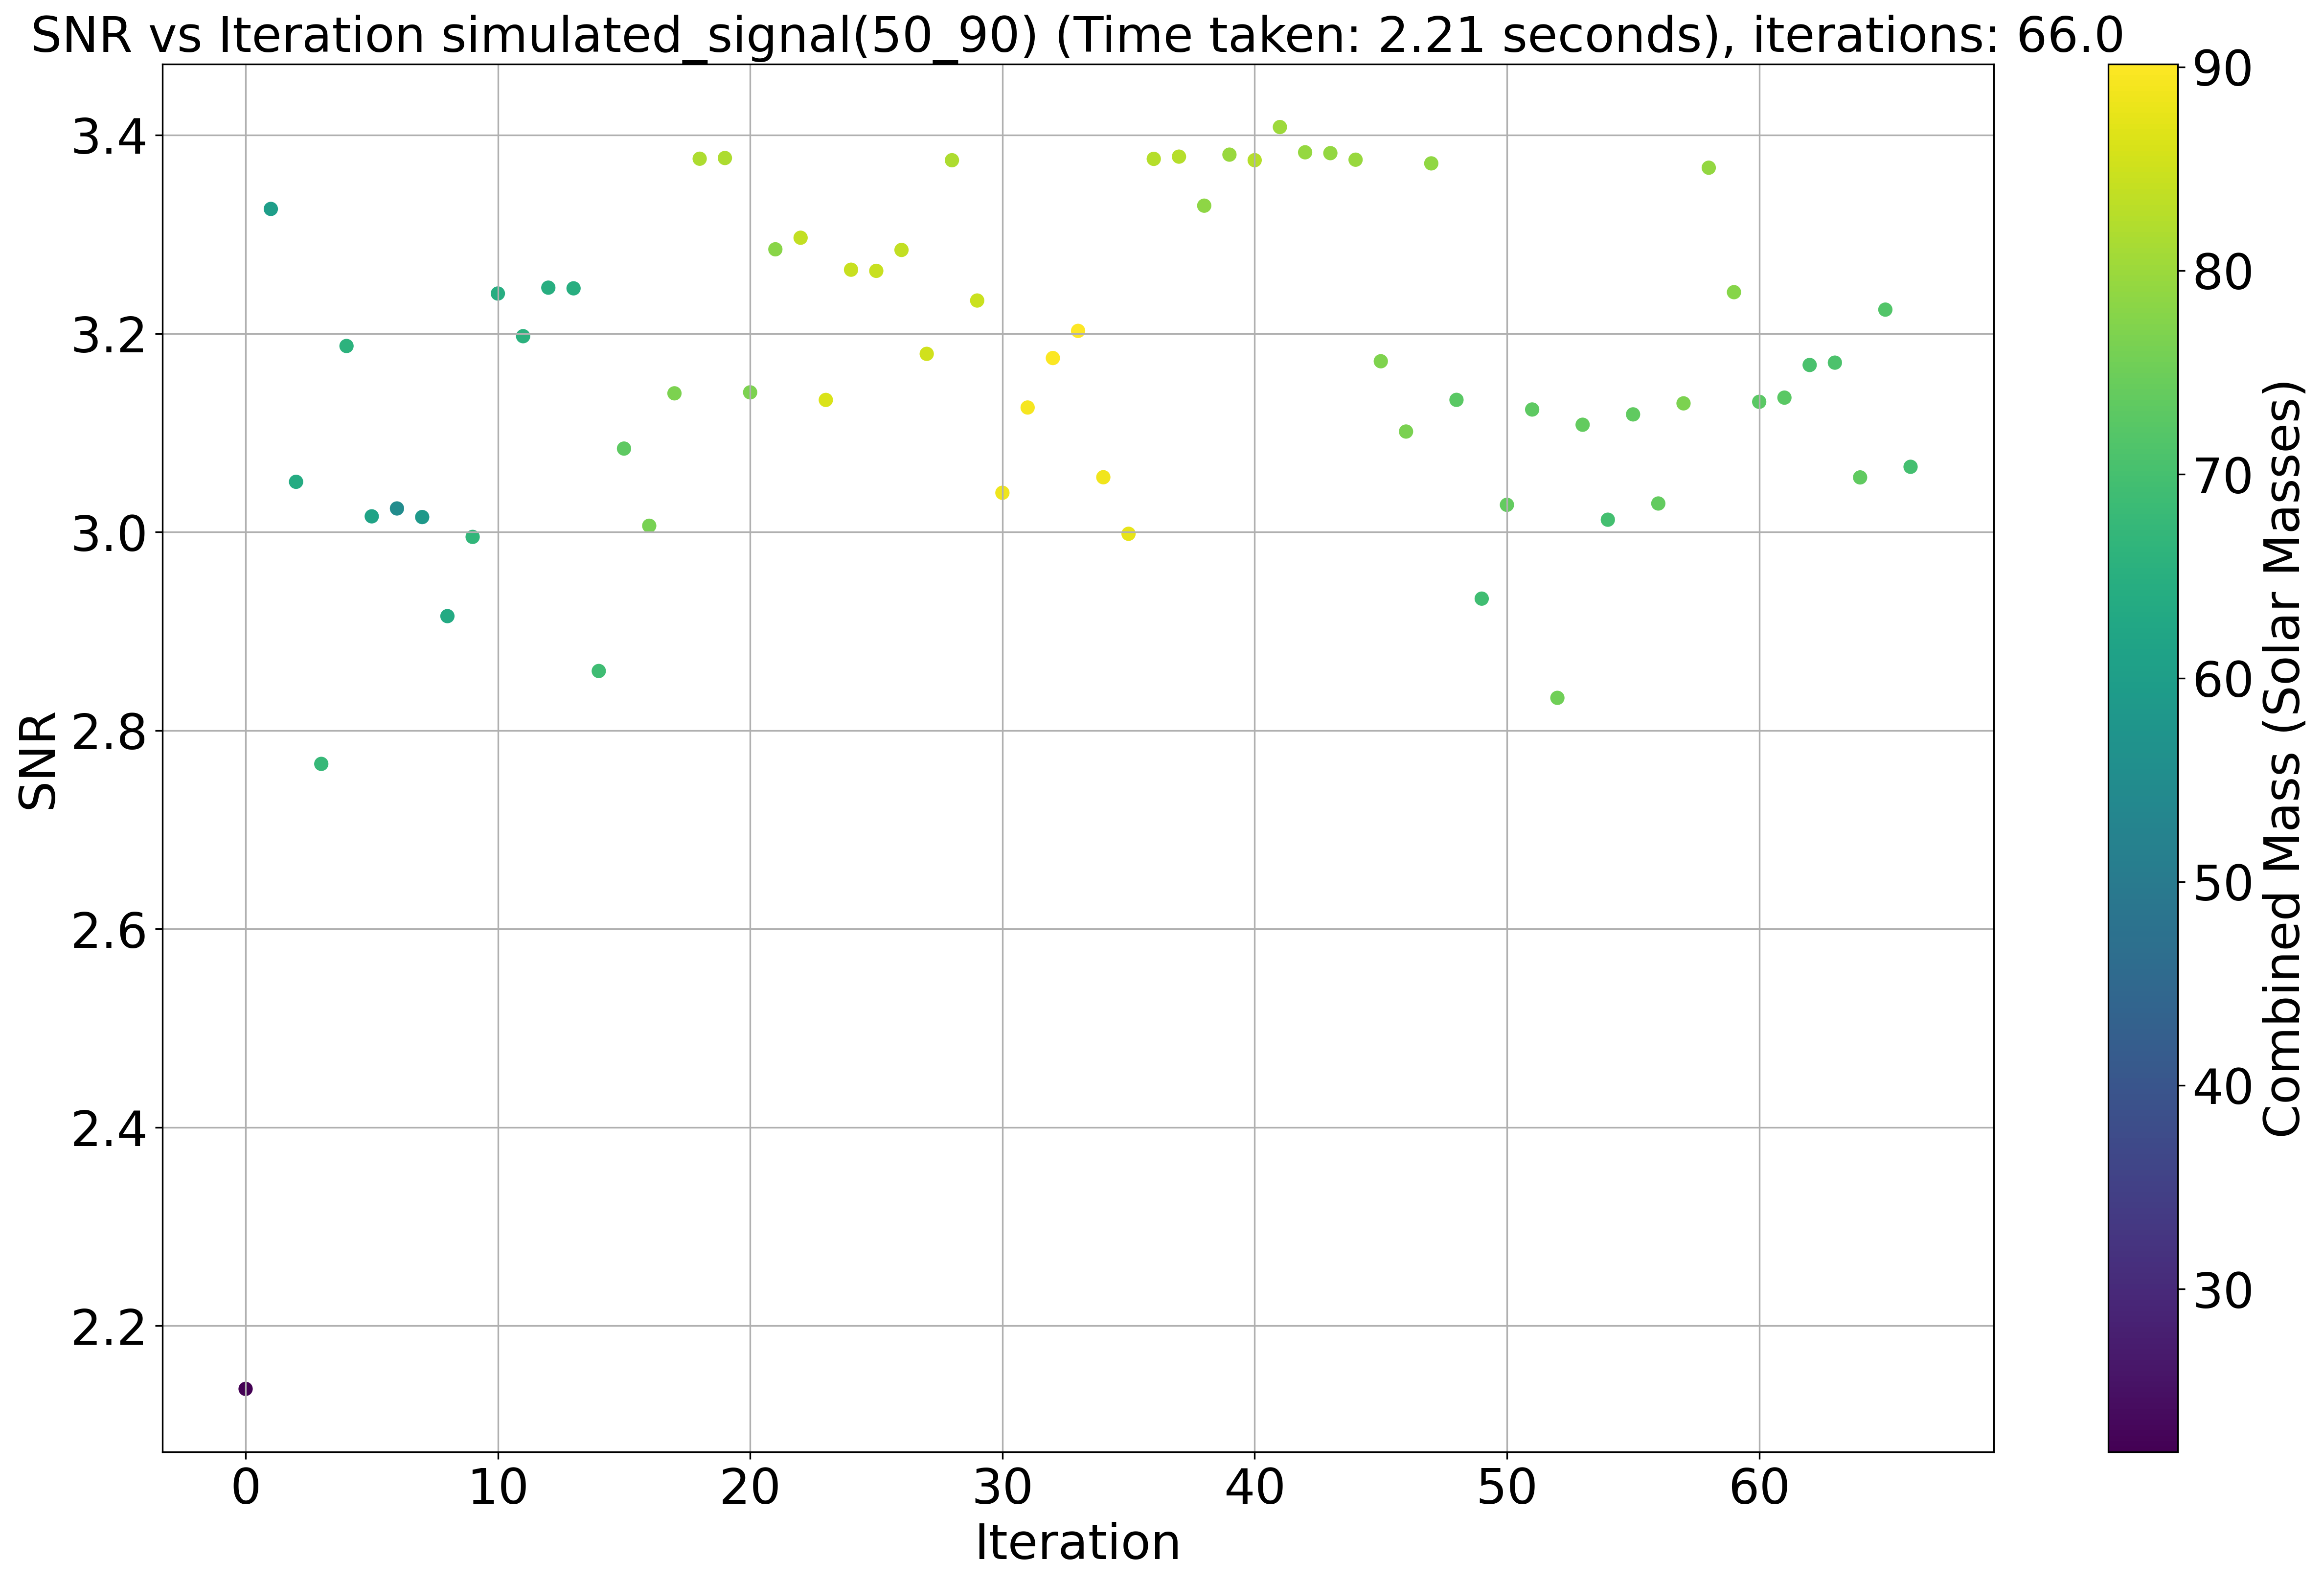 SNR vs Iteration simulated_signal(50_90) (Time taken: 2.21 seconds), iterations: 66.0
SNR
3.4
3.2
3.0
2.8
2.6
2.4
2.2
0 10 20 30 40 50 60
Iteration
90
80
70
60
50
40
30
Combined Mass (Solar Masses)